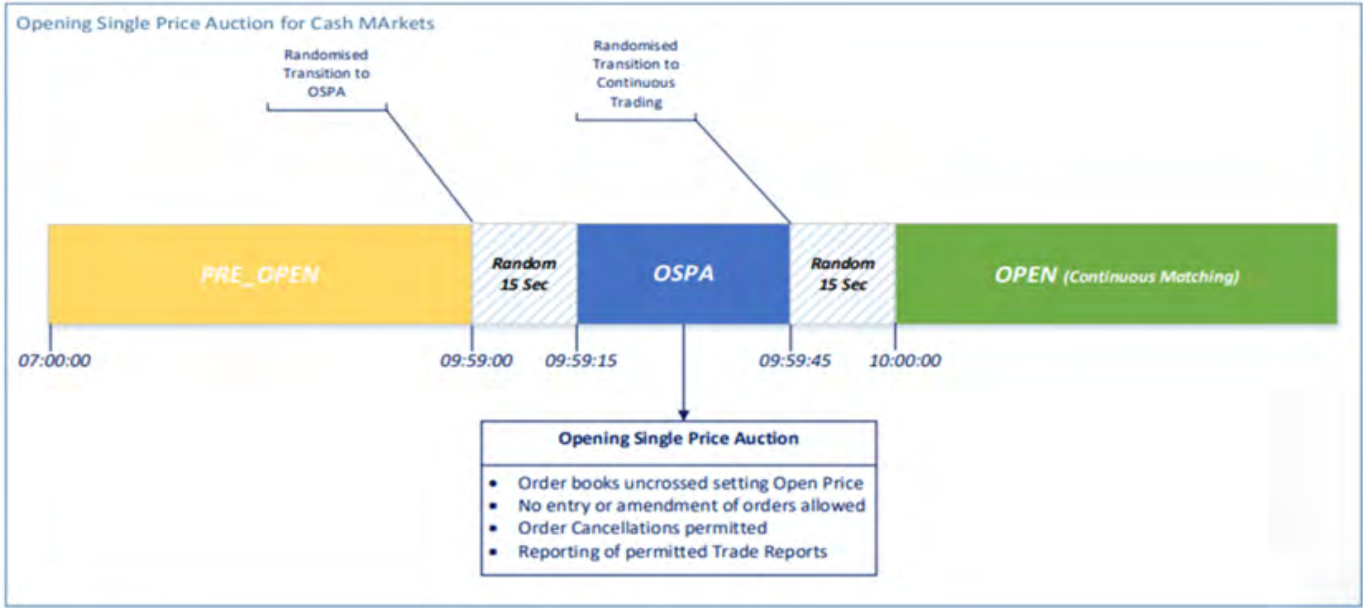 Opening Single Price Auction for Cash MArkets
Randomised
Transition to
OSPA
Randomised
Transition to
Continuous
Trading
PRE_OPEN
Random
15 Sec
OSPA
Random
15 Sec
OPEN (Continuous Matching)
07:00:00
09:59:00
09:59:15
09:59:45
10:00:00
Opening Single Price Auction
• Order books uncrossed setting Open Price
• No entry or amendment of orders allowed
• Order Cancellations permitted
• Reporting of permitted Trade Reports